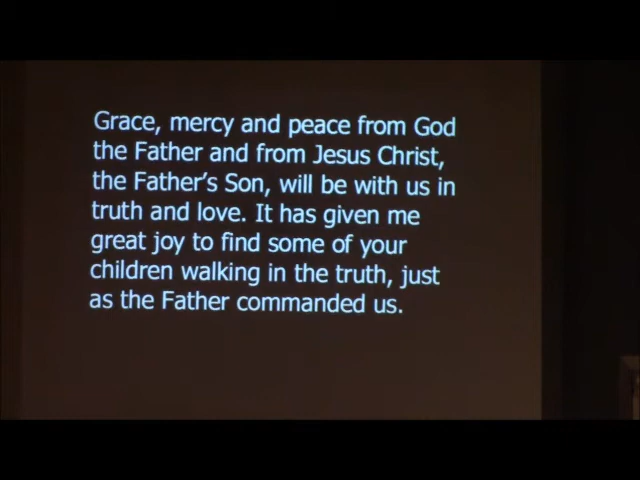 Grace, mercy and peace from God
the Father and from Jesus Christ,
the Father's Son, will be with us in
truth and love. It has given me
great joy to find some of your
children walking in the truth, just
as the Father commanded us.